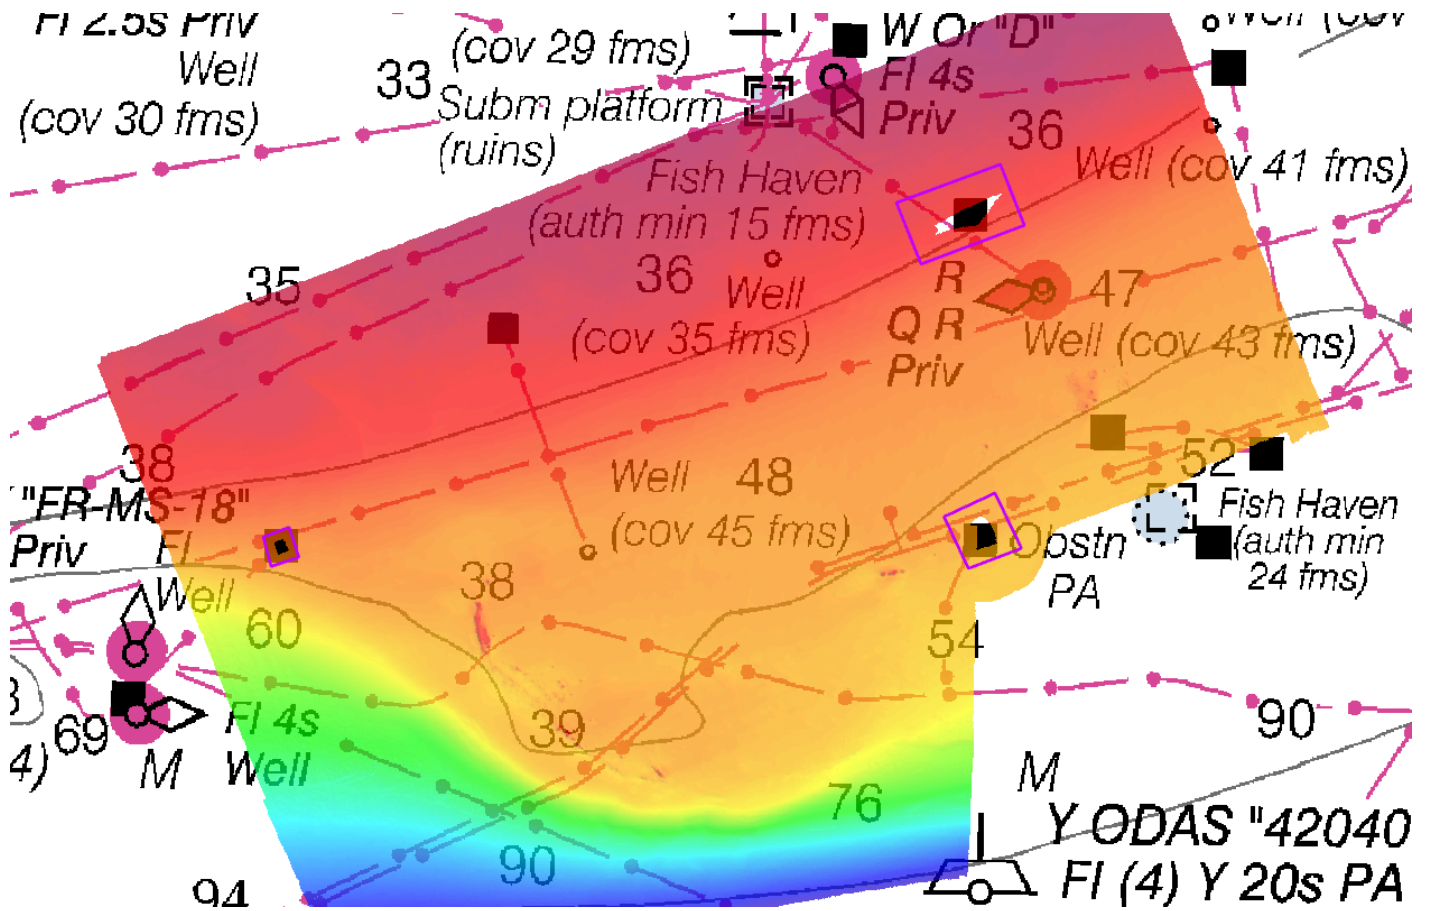 Fl 2.5s Priv
Well
(cov 30 fms)
33
(cov 29 fms)
Subm platform
(ruins)
W Or "D"
Fl 4s
Priv
Well (cov
36
Well (cov 41 fms)
Fish Haven
(auth min 15 fms)
35
36
Well
(cov 35 fms)
R
Q R
Priv
47
Well (cov 43 fms)
38
"FR-MS-18"
Priv
Fl
Well
60
Well
(cov 45 fms)
48
52
Fish Haven
(auth min
24 fms)
Obstn
PA
38
54
39
69
4)
M
Fl 4s
Well
90
M
76
Y ODAS "42040
Fl (4) Y 20s PA
90
94